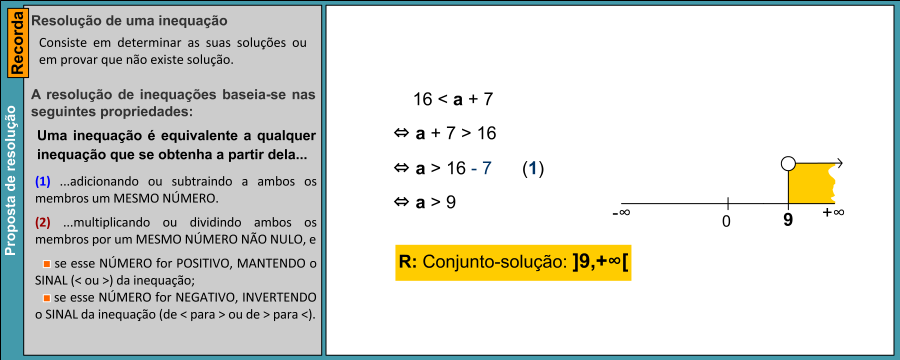 Proposta de resolução
Recorda
Resolução de uma inequação
Consiste em determinar as suas soluções ou
em provar que não existe solução.
A resolução de inequações baseia-se nas
seguintes propriedades:
Uma inequação é equivalente a qualquer
inequação que se obtenha a partir dela...
(1) ...adicionando ou subtraindo a ambos os
membros um MESMO NÚMERO.
(2) ...multiplicando ou dividindo ambos os
membros por um MESMO NÚMERO NÃO NULO, e
se esse NÚMERO for POSITIVO, MANTENDO o
SINAL (< ou >) da inequação;
se esse NÚMERO for NEGATIVO, INVERTENDO
o SINAL da inequação (de < para > ou de > para <).
16 < a + 7
⇔ a + 7 > 16
⇔ a > 16 - 7 (1)
⇔ a > 9
-∞ 0 9 +∞
R: Conjunto-solução: ]9,+∞[